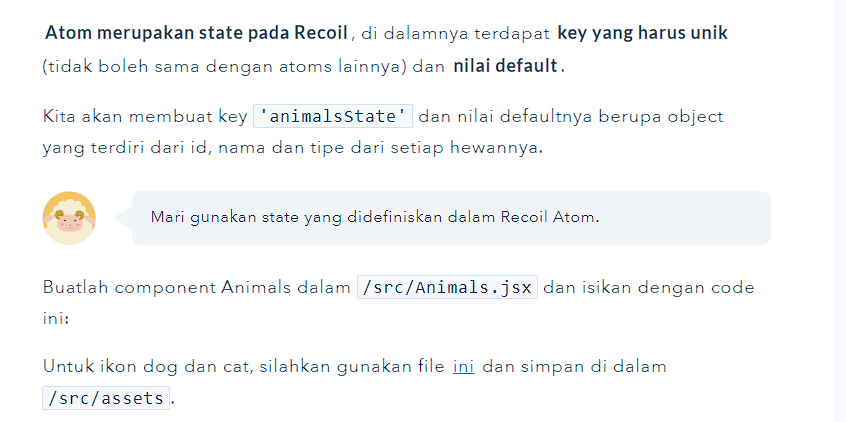 Atom merupakan state pada Recoil, di dalamnya terdapat key yang harus unik
(tidak boleh sama dengan atoms lainnya) dan nilai default.
Kita akan membuat key 'animalsState' dan nilai defaultnya berupa object
yang terdiri dari id, nama dan tipe dari setiap hewannya.
Mari gunakan state yang didefiniskan dalam Recoil Atom.
Buatlah component Animals dalam /src/Animals.jsx dan isikan dengan code
ini:
Untuk ikon dog dan cat, silahkan gunakan file ini dan simpan di dalam
/src/assets.